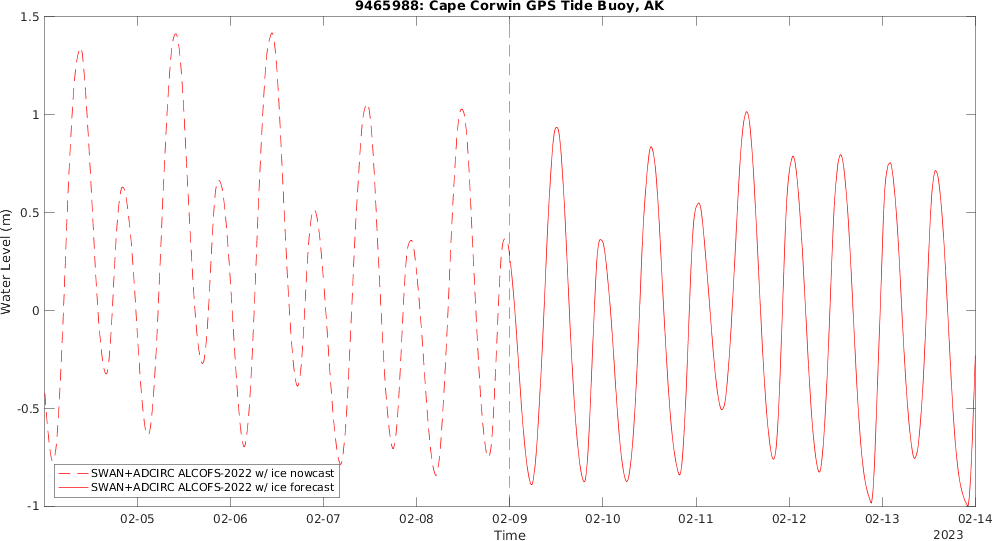 9465988: Cape Corwin GPS Tide Buoy, AK
1.5
1
0.5
0
-0.5
-1
Water Level (m)
SWAN+ADCIRC ALCOFS-2022 w/ ice nowcast
SWAN+ADCIRC ALCOFS-2022 w/ ice forecast
02-05 02-06 02-07 02-08 02-09 02-10 02-11 02-12 02-13 02-14
Time
2023